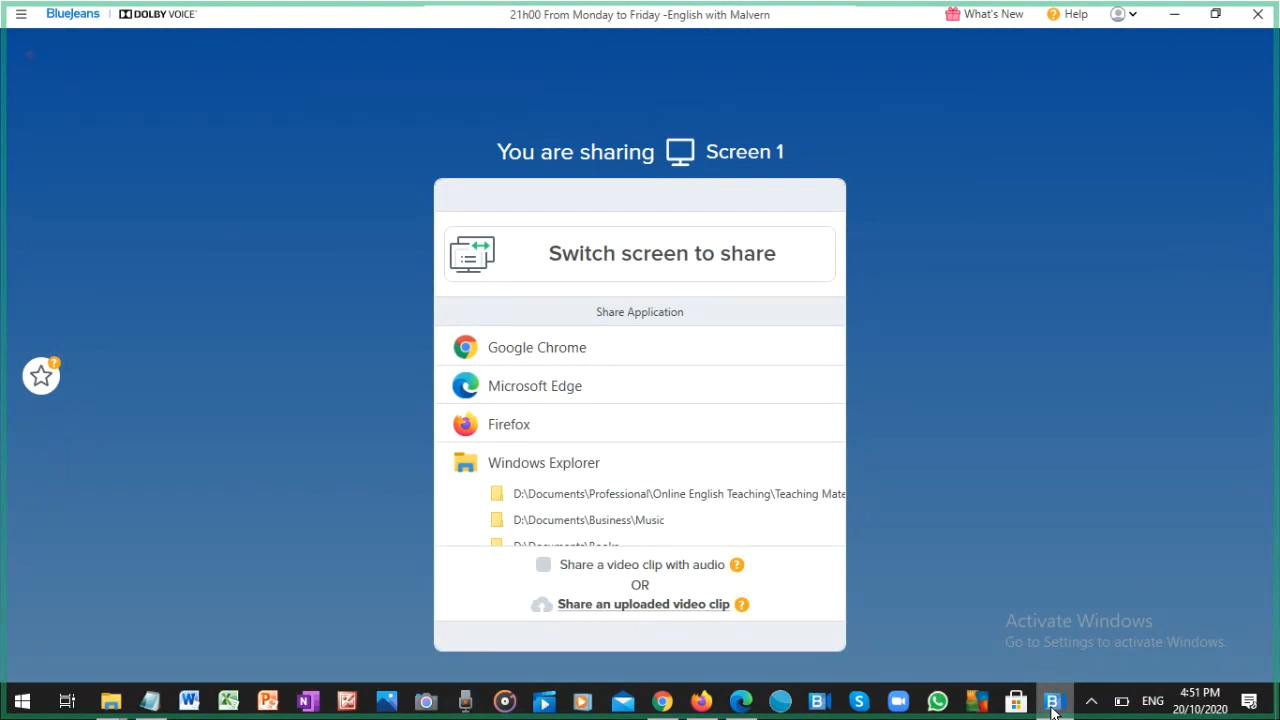 BlueJeans | DOLBY VOICE
21h00 From Monday to Friday -English with Malvern
What's New
? Help
You are sharing Screen 1
Switch screen to share
Share Application
Google Chrome
Microsoft Edge
Firefox
Windows Explorer
D:\Documents\Professional\Online English Teaching\Teaching Mate
D:\Documents\Business\Music
D:\Documents\Books
Share a video clip with audio ?
OR
Share an uploaded video clip ?
Activate Windows
Go to Settings to activate Windows.
ENG
4:51 PM
20/10/2020